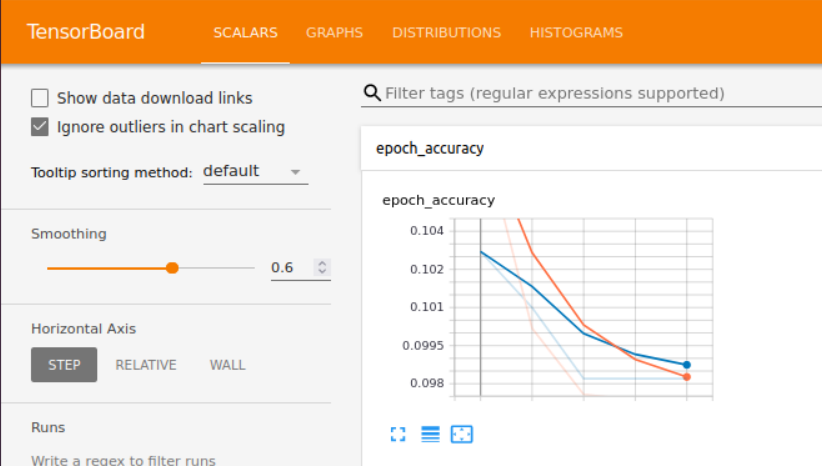 TensorBoard SCALARS GRAPHS DISTRIBUTIONS HISTOGRAMS
Show data download links
Ignore outliers in chart scaling
Tooltip sorting method: default
Smoothing
0.6
Horizontal Axis
STEP RELATIVE WALL
Runs
Write a regex to filter runs
Filter tags (regular expressions supported)
epoch_accuracy
epoch_accuracy
0.104
0.102
0.101
0.0995
0.098